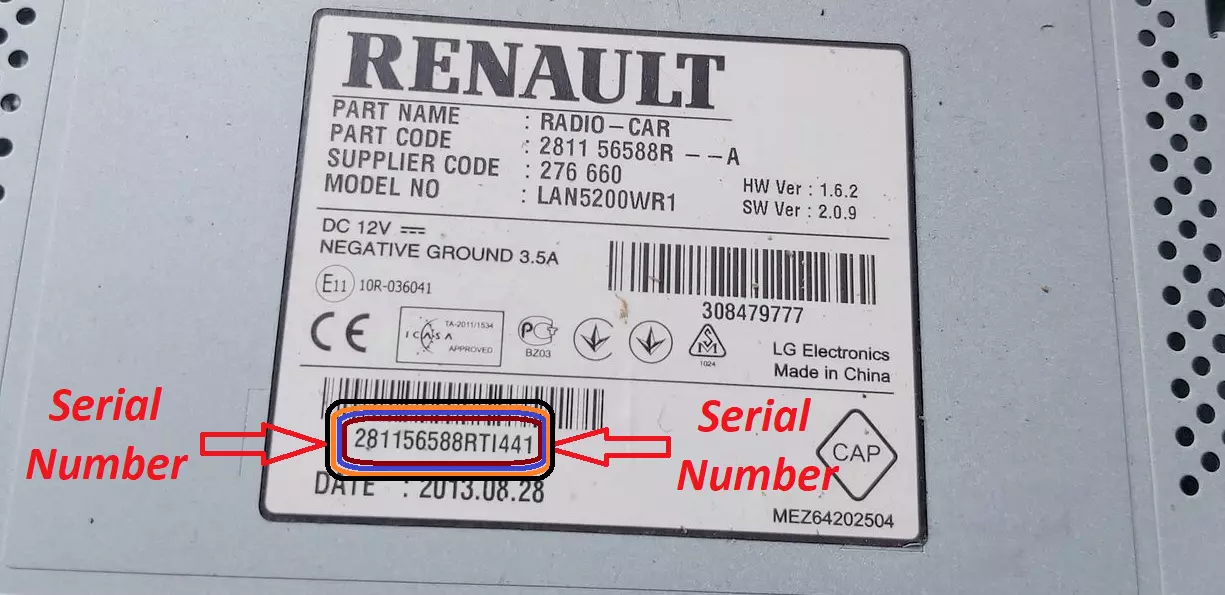 RENAULT
PART NAME : RADIO-CAR
PART CODE : 2811 56588R --A
SUPPLIER CODE : 276 660
MODEL NO : LAN5200WR1
HW Ver : 1.6.2
SW Ver : 2.0.9
DC 12V
NEGATIVE GROUND 3.5A
E11 10R-036041
308479777
CE
TA-2011/1534
ICASA
APPROVED
BZ03
1024
LG Electronics
Made in China
Serial Number
281156588RTI441
Serial Number
CAP
DATE : 2013.08.28
MEZ64202504